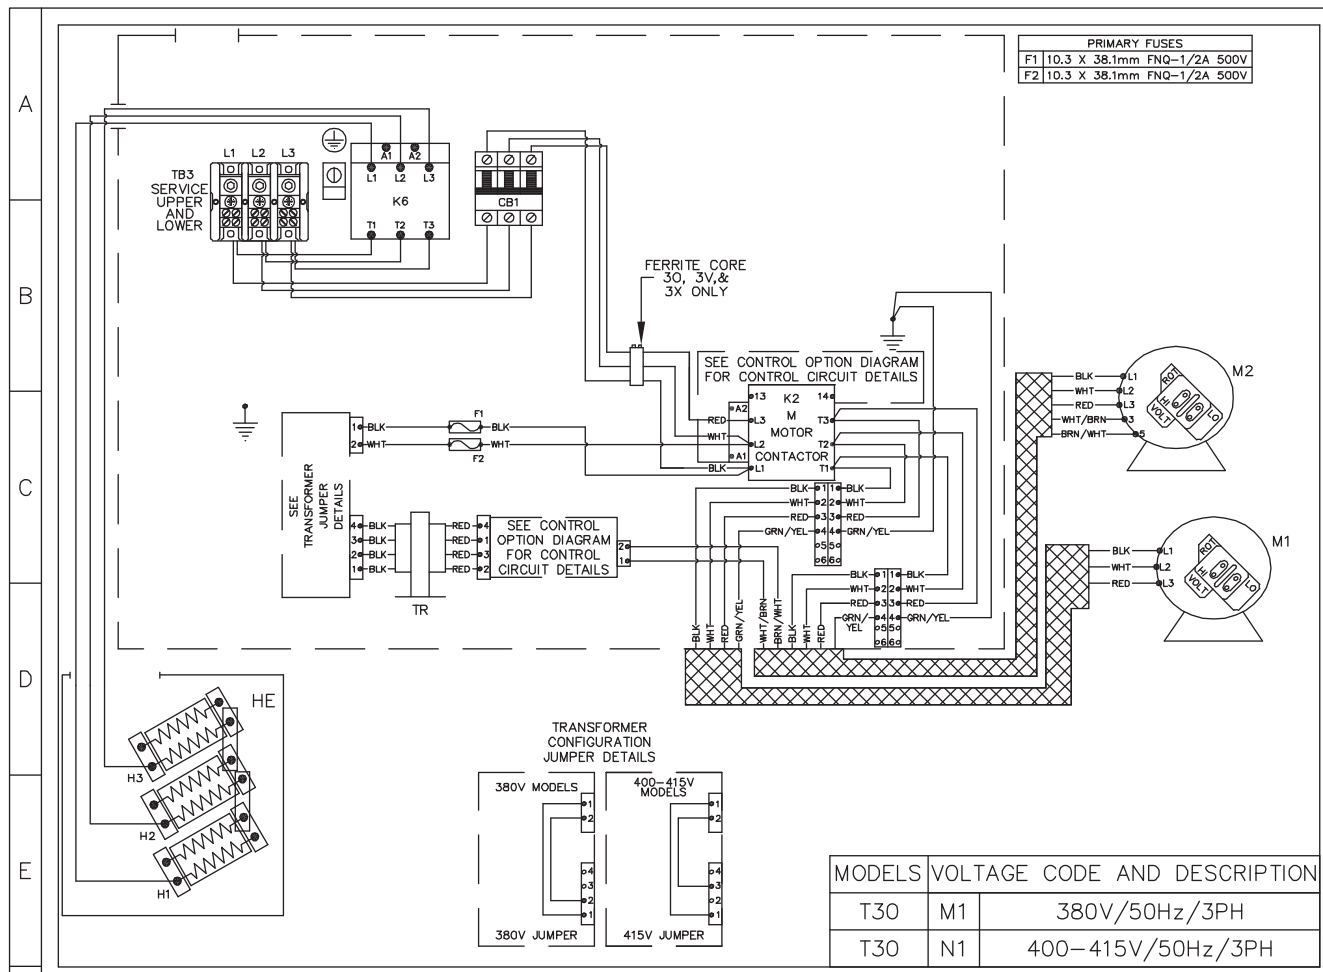 A
B
C
D
E
PRIMARY FUSES
F1 10.3 X 38.1mm FNQ-1/2A 500V
F2 10.3 X 38.1mm FNQ-1/2A 500V
L1 L2 L3
TB3
SERVICE
UPPER
AND
LOWER
A1 A2
L1 L2 L3
K6
T1 T2 T3
CB1
FERRITE CORE
30, 3V,&
3X ONLY
SEE CONTROL OPTION DIAGRAM
FOR CONTROL CIRCUIT DETAILS
13 K2 14
A2 M
RED L3 T3
MOTOR
WHT L2 T2
A1 CONTACTOR
BLK L1 T1
F1
1 BLK BLK
2 WHT WHT
F2
SEE
TRANSFORMER
JUMPER
DETAILS
4 BLK RED 4
3 BLK RED 1
2 BLK RED 3
1 BLK RED 2
TR
SEE CONTROL
OPTION DIAGRAM
FOR CONTROL
CIRCUIT DETAILS
2
1
BLK 1 1 BLK
WHT 2 2 WHT
RED 3 3 RED
GRN/YEL 4 4 GRN/YEL
5 5
6 6
BLK 1 1 BLK
WHT 2 2 WHT
RED 3 3 RED
GRN/
YEL 4 4 GRN/YEL
5 5
6 6
BLK
WHT
RED
GRN/YEL
WHT/BRN
BRN/WHT
BLK
WHT
RED
BLK L1
WHT L2
RED L3
WHT/BRN 3
BRN/WHT 5
M2
ROT
HI
LO
VOLT
BLK L1
WHT L2
RED L3
M1
ROT
HI
LO
VOLT
HE
H3
H2
H1
TRANSFORMER
CONFIGURATION
JUMPER DETAILS
380V MODELS
1
2
4
3
2
1
380V JUMPER
400-415V
MODELS
1
2
4
3
2
1
415V JUMPER
MODELS VOLTAGE CODE AND DESCRIPTION
T30 M1 380V/50Hz/3PH
T30 N1 400-415V/50Hz/3PH